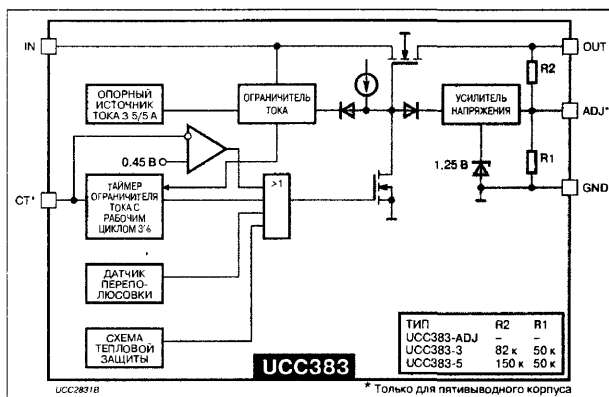 IN
OUT
R2
ОПОРНЫЙ
ИСТОЧНИК
ТОКА 3 5/5 А
ОГРАНИЧИТЕЛЬ
ТОКА
УСИЛИТЕЛЬ
НАПРЯЖЕНИЯ
ADJ*
0.45 В
1.25 В
R1
CT*
ТАЙМЕР
ОГРАНИЧИТЕЛЯ
ТОКА С
РАБОЧИМ
ЦИКЛОМ 3%
>1
GND
ДАТЧИК
ПЕРЕПО-
ЛЮСОВКИ
СХЕМА
ТЕПЛОВОЙ
ЗАЩИТЫ
UCC383
ТИП R2 R1
UCC383-ADJ – –
UCC383-3 82 к 50 к
UCC383-5 150 к 50 к
UCC2831B
* Только для пятивыводного корпуса